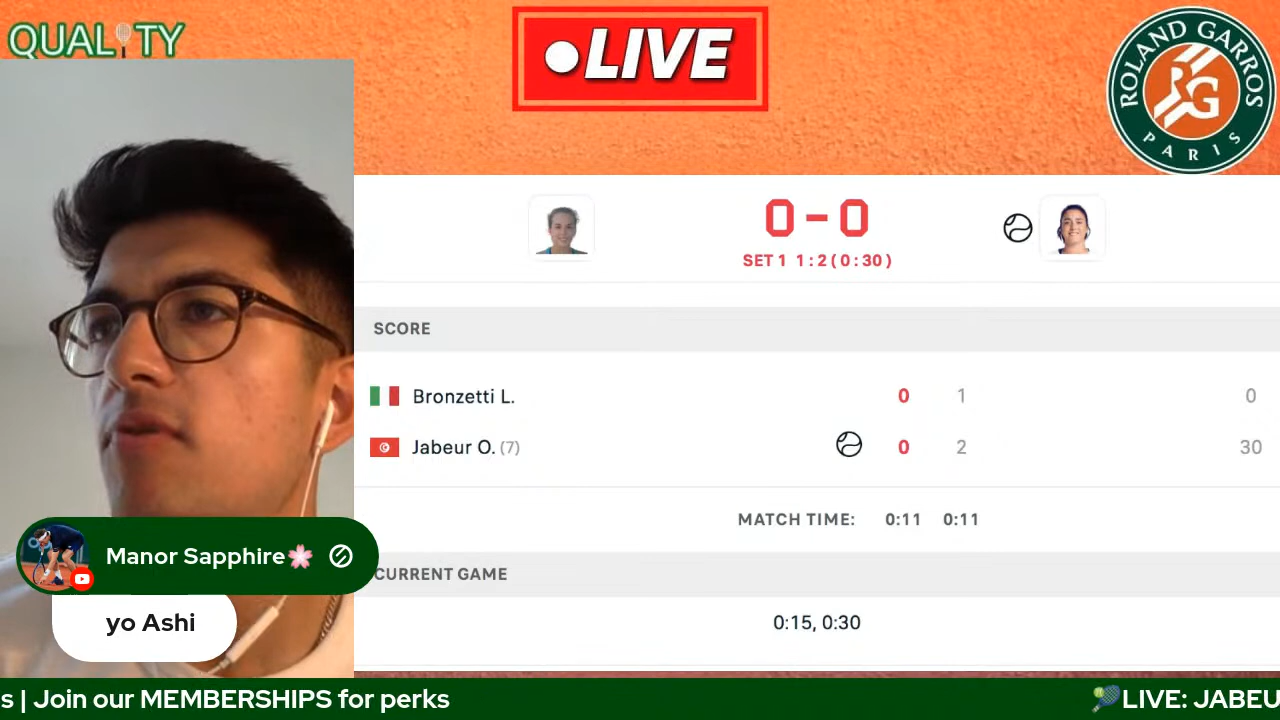 QUALITY
LIVE
ROLAND GARROS
PARIS
RG
0 - 0
SET 1 1 : 2 ( 0 : 30 )
SCORE
Bronzetti L. 0 1 0
Jabeur O. (7) 0 2 30
MATCH TIME: 0:11 0:11
CURRENT GAME
0:15, 0:30
Manor Sapphire🌸
yo Ashi
s | Join our MEMBERSHIPS for perks 🎾LIVE: JABEU